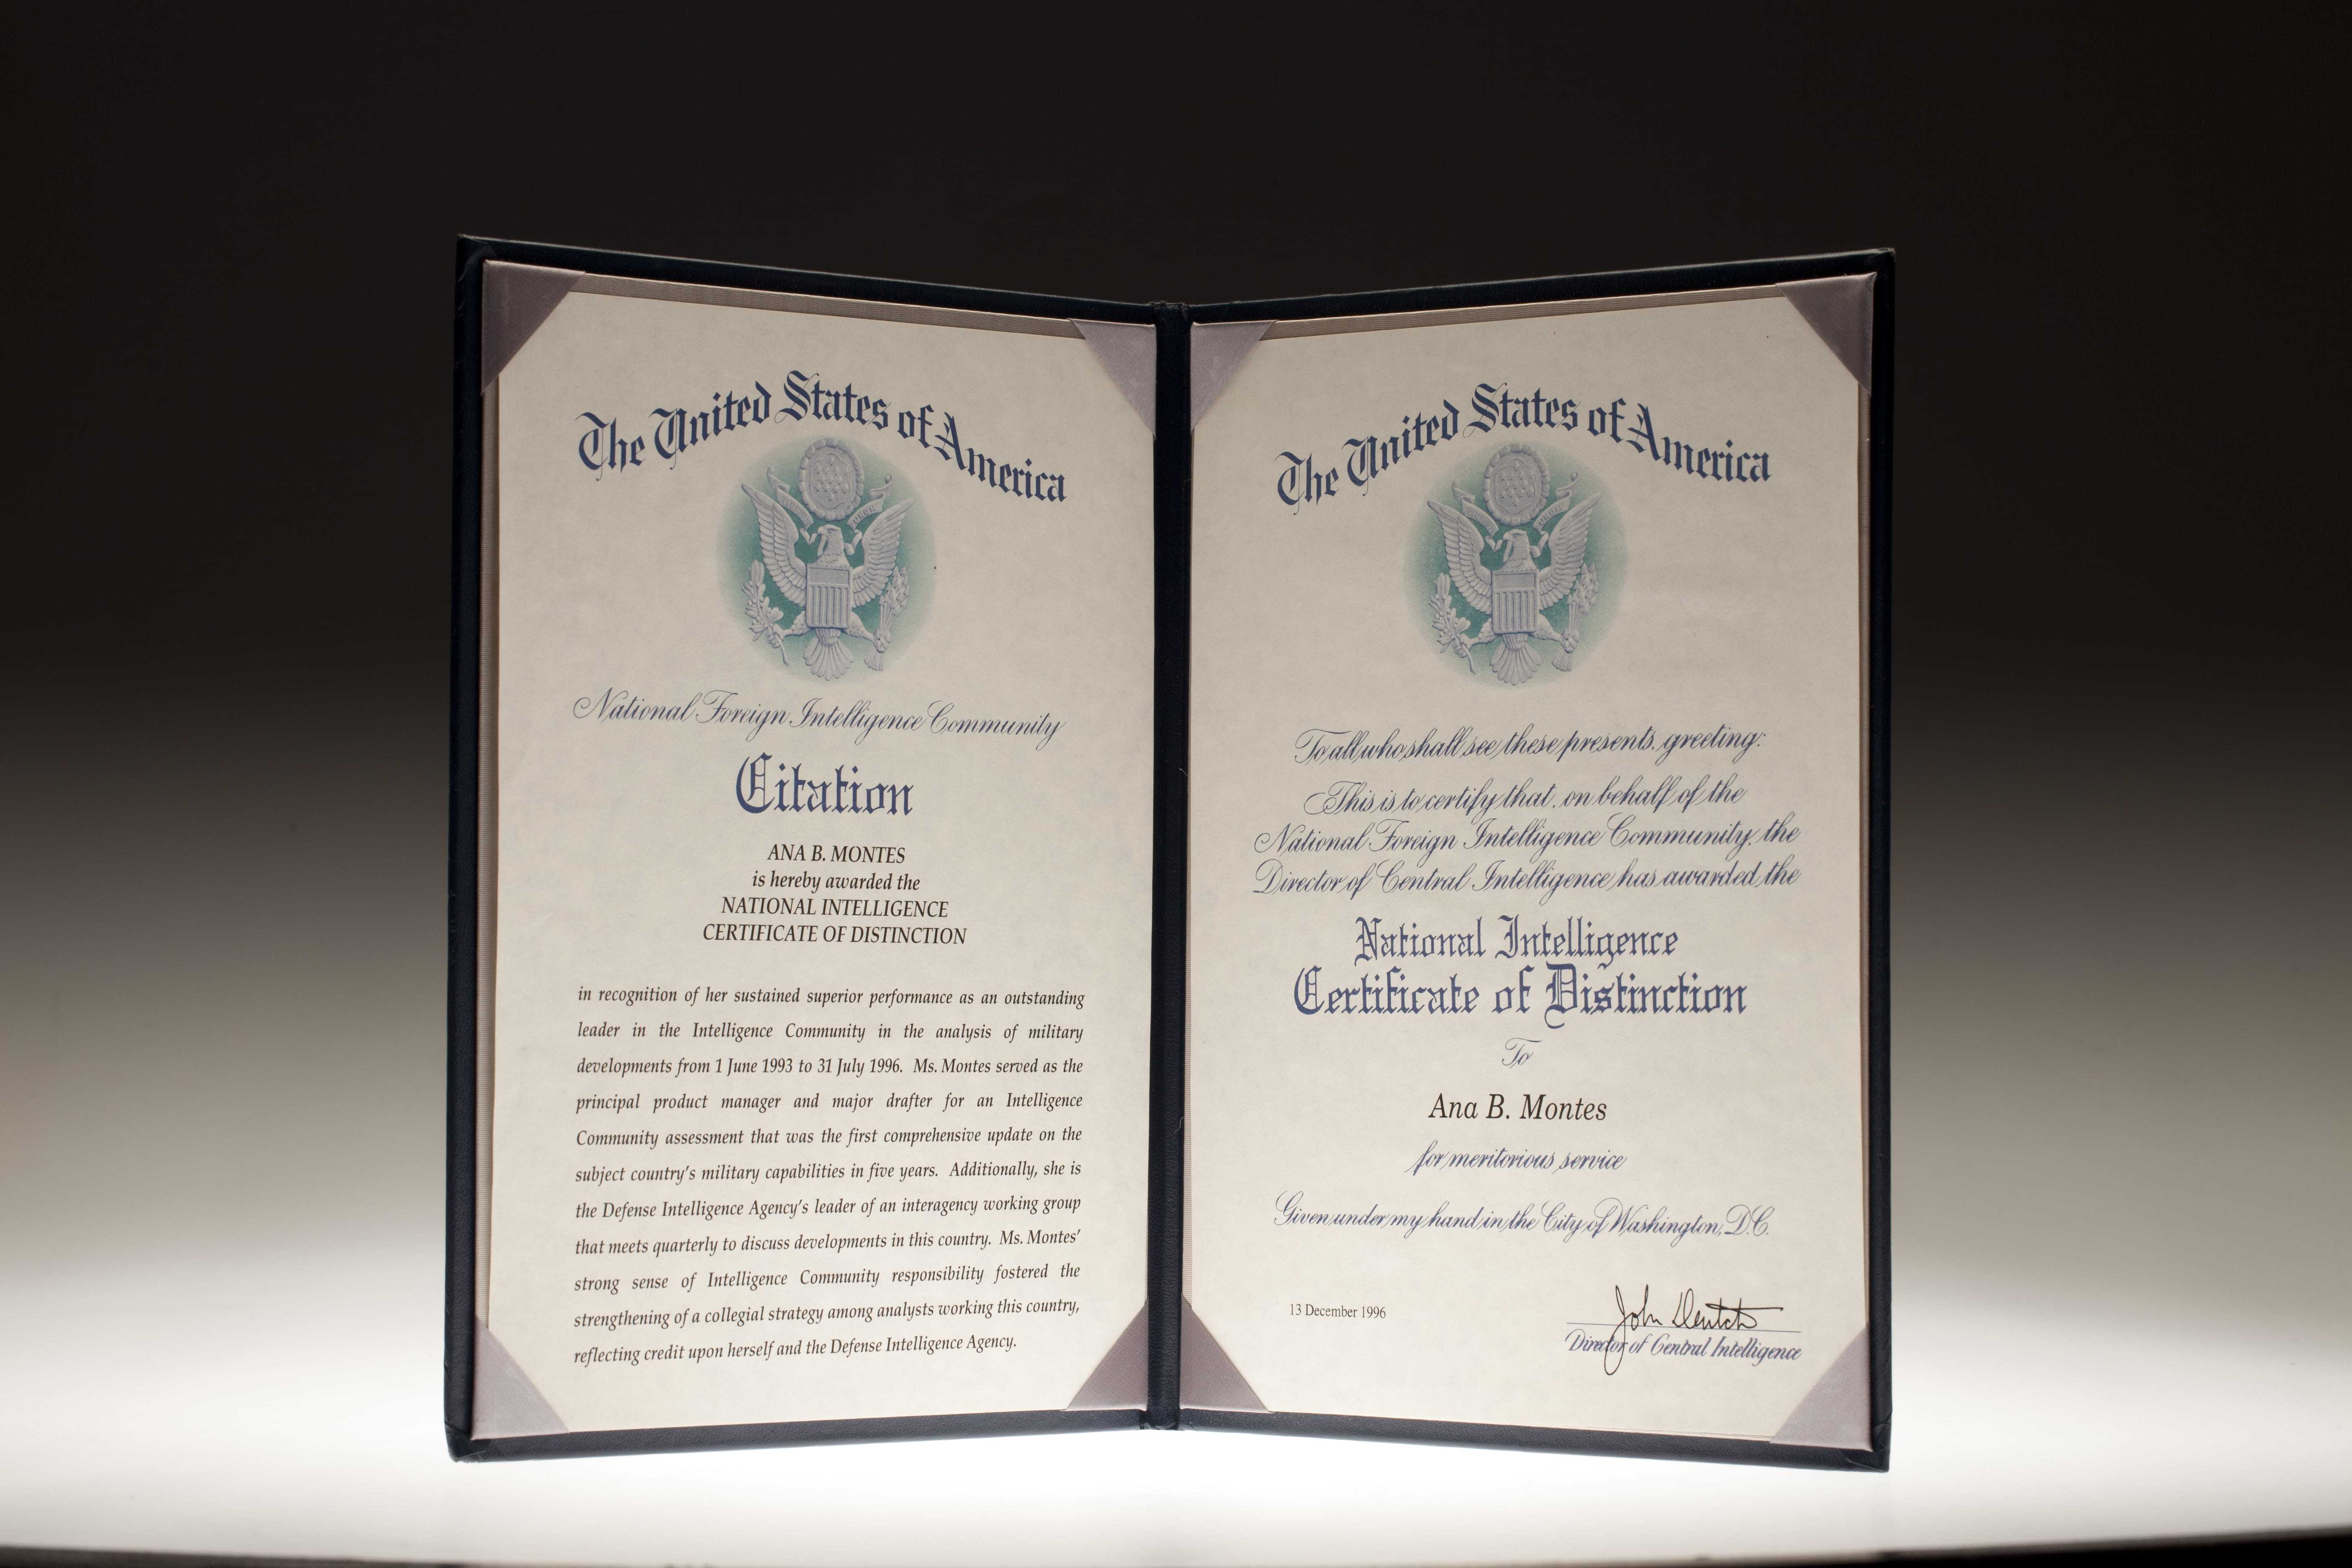 The United States of America
National Foreign Intelligence Community
Citation
ANA B. MONTES
is hereby awarded the
NATIONAL INTELLIGENCE
CERTIFICATE OF DISTINCTION
in recognition of her sustained superior performance as an outstanding
leader in the Intelligence Community in the analysis of military
developments from 1 June 1993 to 31 July 1996. Ms. Montes served as the
principal product manager and major drafter for an Intelligence
Community assessment that was the first comprehensive update on the
subject country's military capabilities in five years. Additionally, she is
the Defense Intelligence Agency's leader of an interagency working group
that meets quarterly to discuss developments in this country. Ms. Montes'
strong sense of Intelligence Community responsibility fostered the
strengthening of a collegial strategy among analysts working this country,
reflecting credit upon herself and the Defense Intelligence Agency.
The United States of America
To all who shall see these presents, greeting:
This is to certify that, on behalf of the
National Foreign Intelligence Community, the
Director of Central Intelligence has awarded the
National Intelligence
Certificate of Distinction
To
Ana B. Montes
for meritorious service
Given under my hand in the City of Washington, D.C.
13 December 1996
John Deutch
Director of Central Intelligence